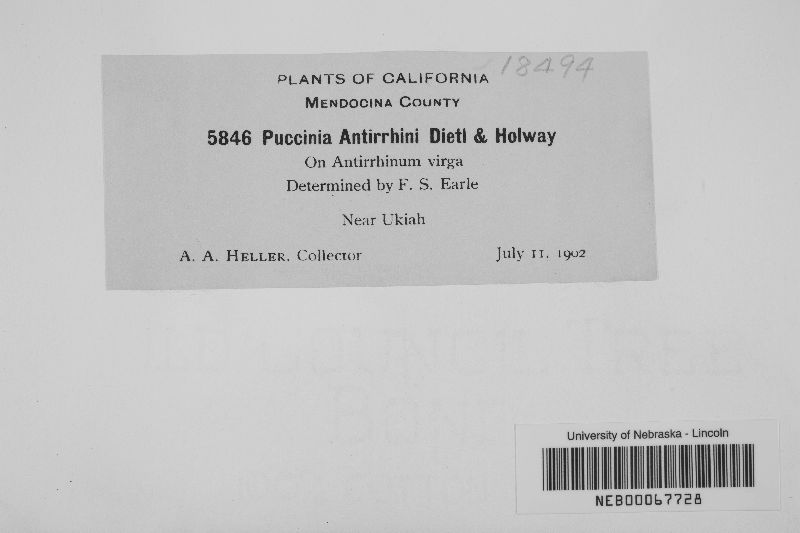 18494
PLANTS OF CALIFORNIA
MENDOCINA COUNTY
5846 Puccinia Antirrhini Dietl & Holway
On Antirrhinum virga
Determined by F. S. Earle
Near Ukiah
A. A. HELLER, Collector July 11, 1902
University of Nebraska - Lincoln
NEB00067728